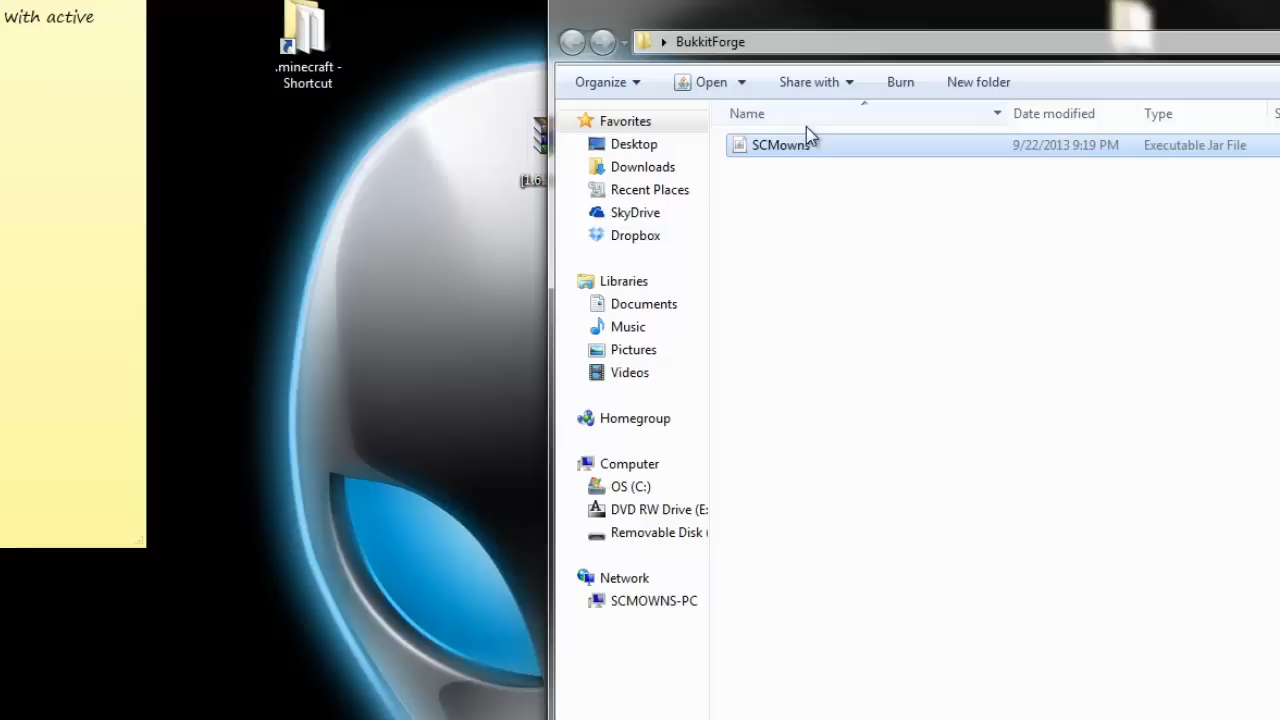 with active
.minecraft -
Shortcut
[1.6.
BukkitForge
Organize
Open
Share with
Burn
New folder
Name
Date modified
Type
SCMowns
9/22/2013 9:19 PM
Executable Jar File
Favorites
Desktop
Downloads
Recent Places
SkyDrive
Dropbox
Libraries
Documents
Music
Pictures
Videos
Homegroup
Computer
OS (C:)
DVD RW Drive (E:
Removable Disk (
Network
SCMOWNS-PC